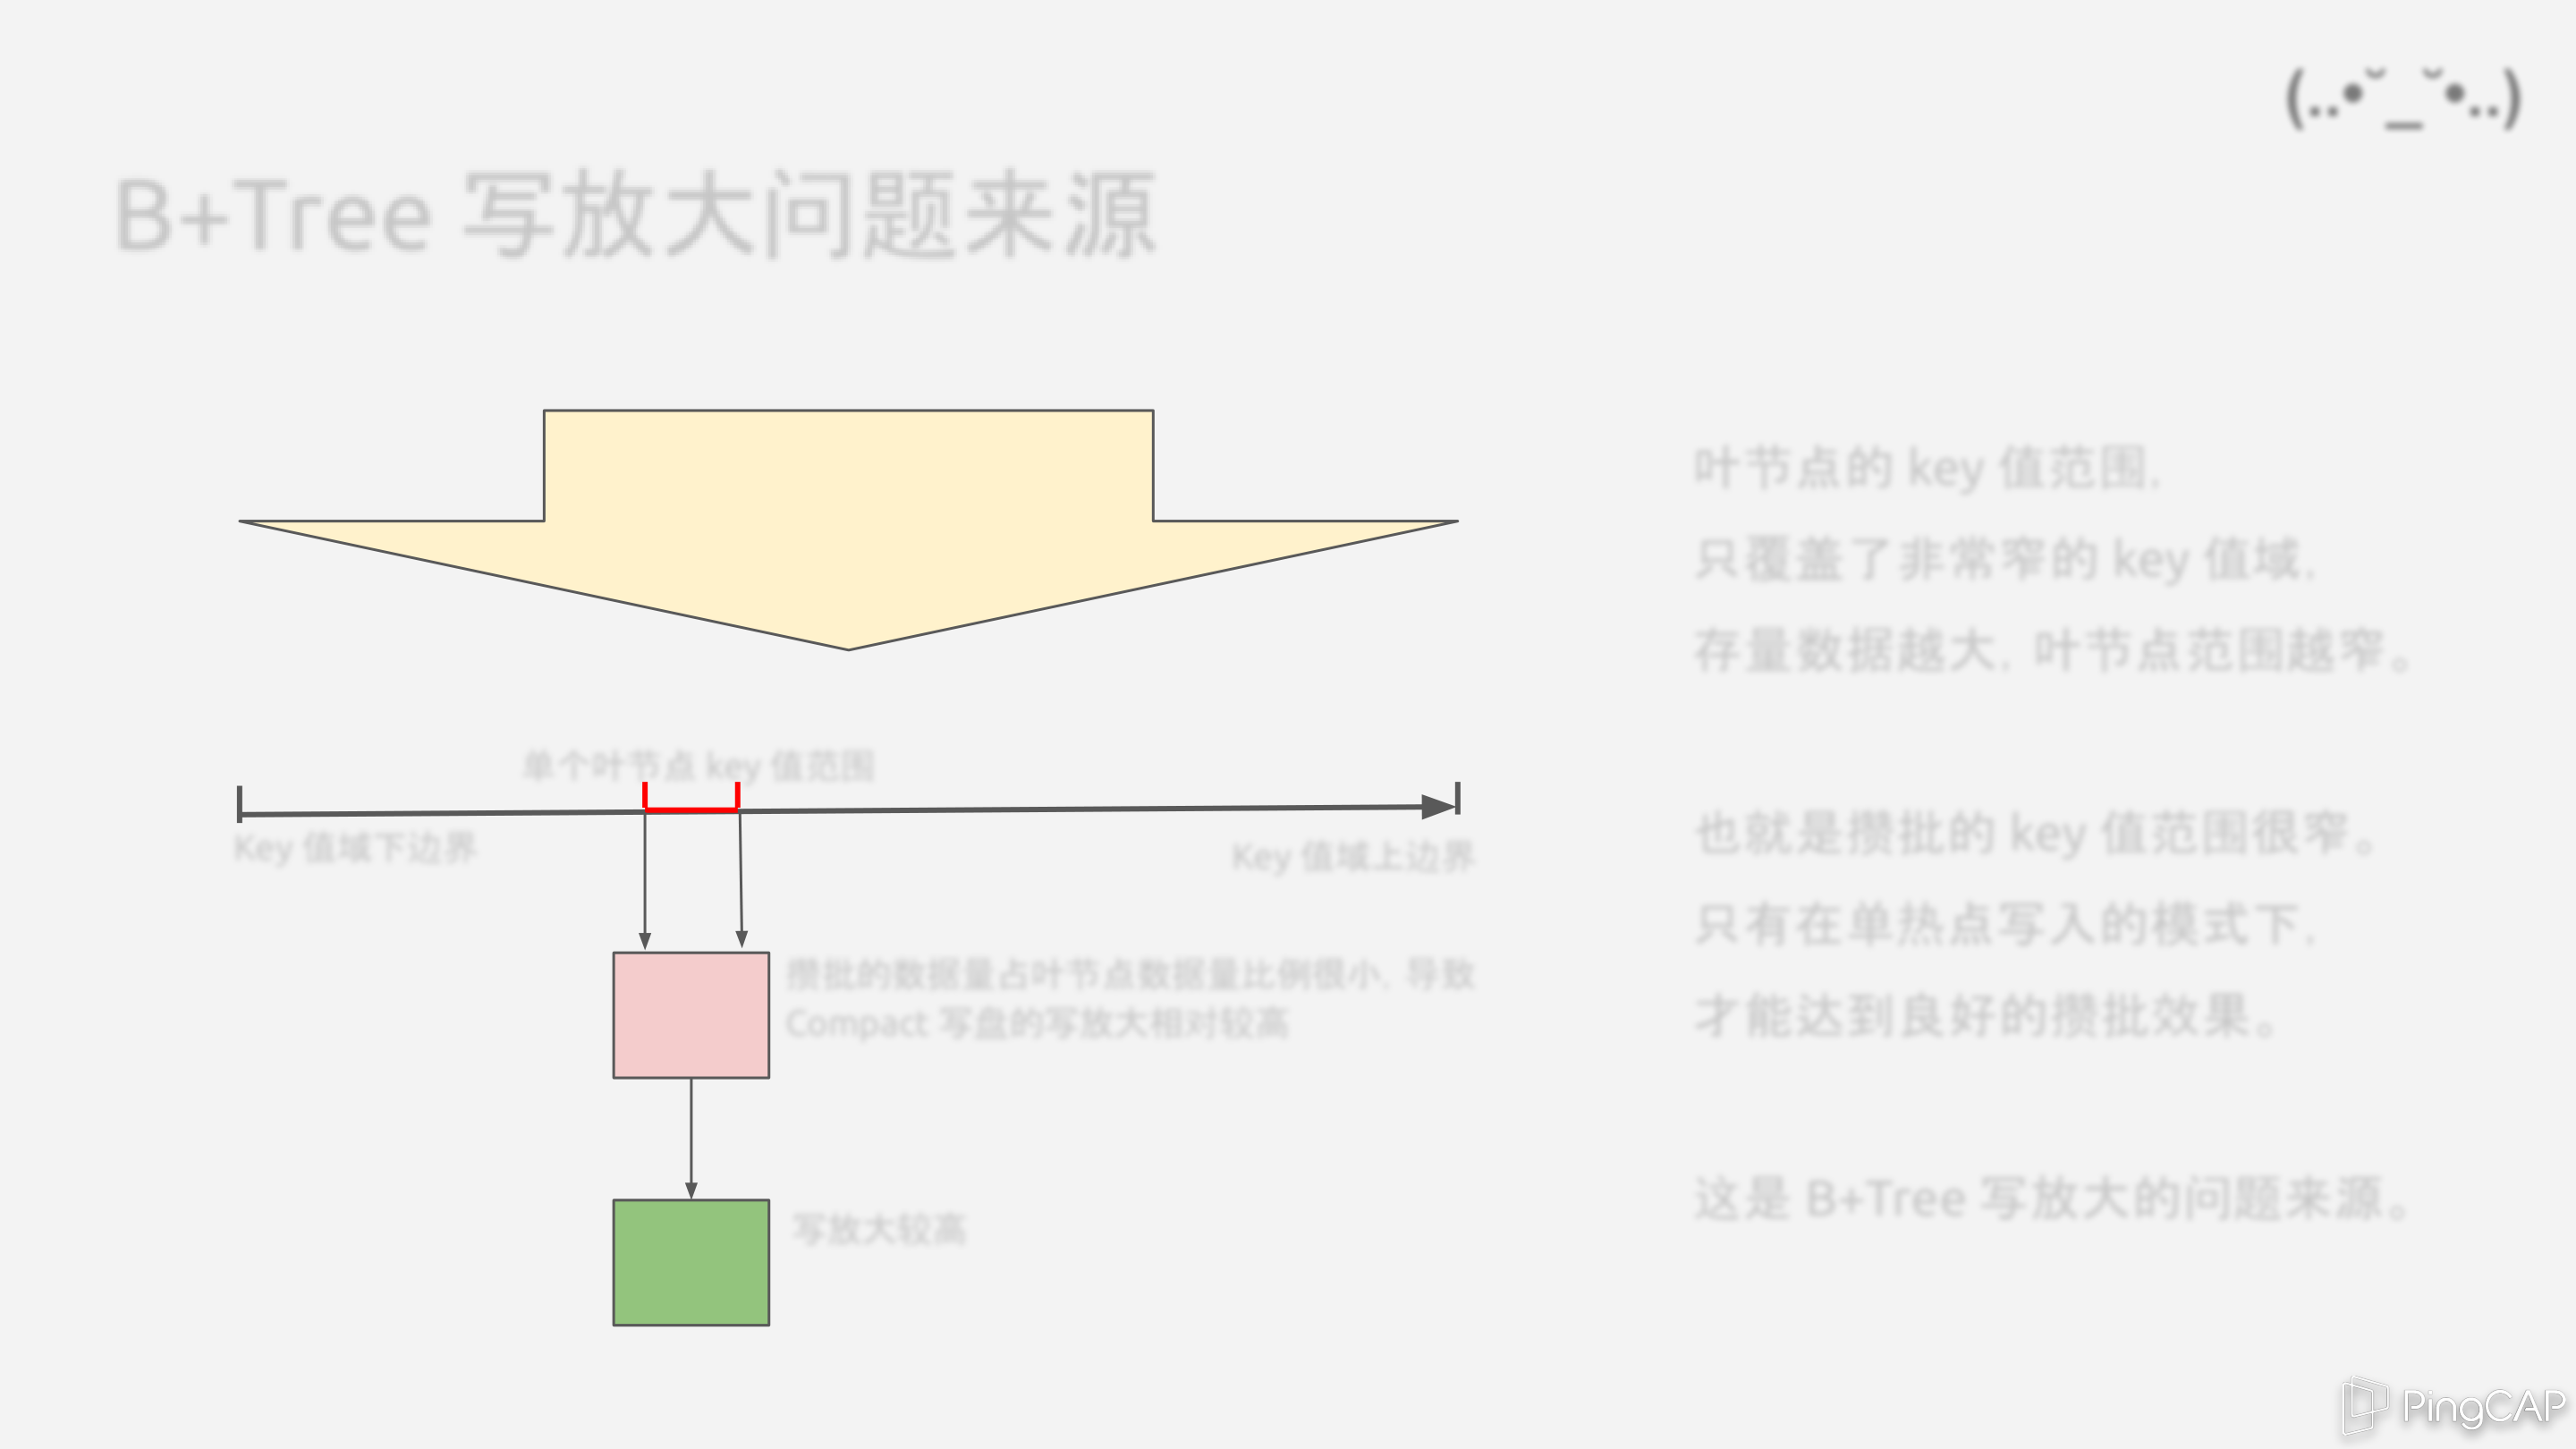 (..•˘_˘•..)
B+Tree 写放大问题来源
叶节点的 key 值范围，
只覆盖了非常窄的 key 值域，
存量数据越大，叶节点范围越窄。
也就是攒批的 key 值范围很窄。
只有在单热点写入的模式下，
才能达到良好的攒批效果。
这是 B+Tree 写放大的问题来源。
单个叶节点 key 值范围
Key 值域下边界
Key 值域上边界
攒批的数据量占叶节点数据量比例很小，导致
Compact 写盘的写放大相对较高
写放大较高
PingCAP